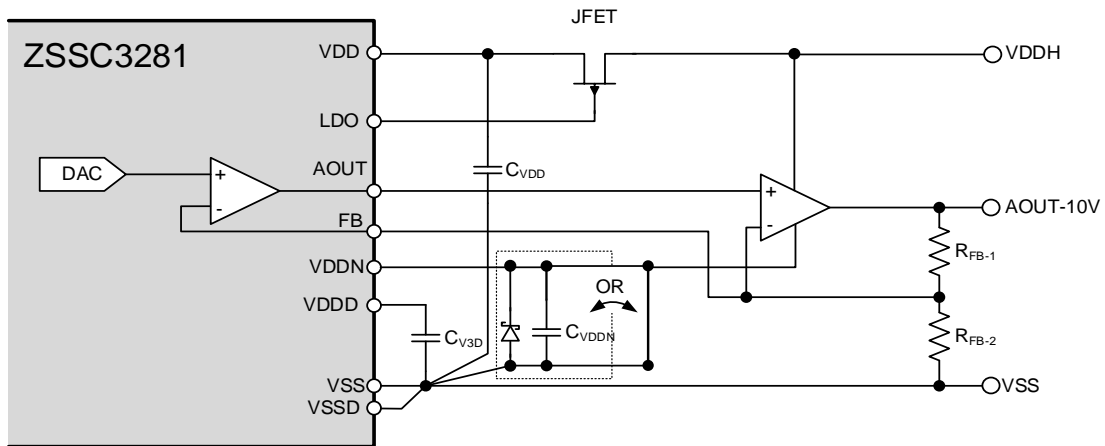 JFET
ZSSC3281
VDD
VDDH
LDO
DAC
+
-
AOUT
CVDD
+
-
AOUT-10V
FB
RFB-1
VDDN
OR
VDDD
CV3D
CVDDN
RFB-2
VSS
VSS
VSSD